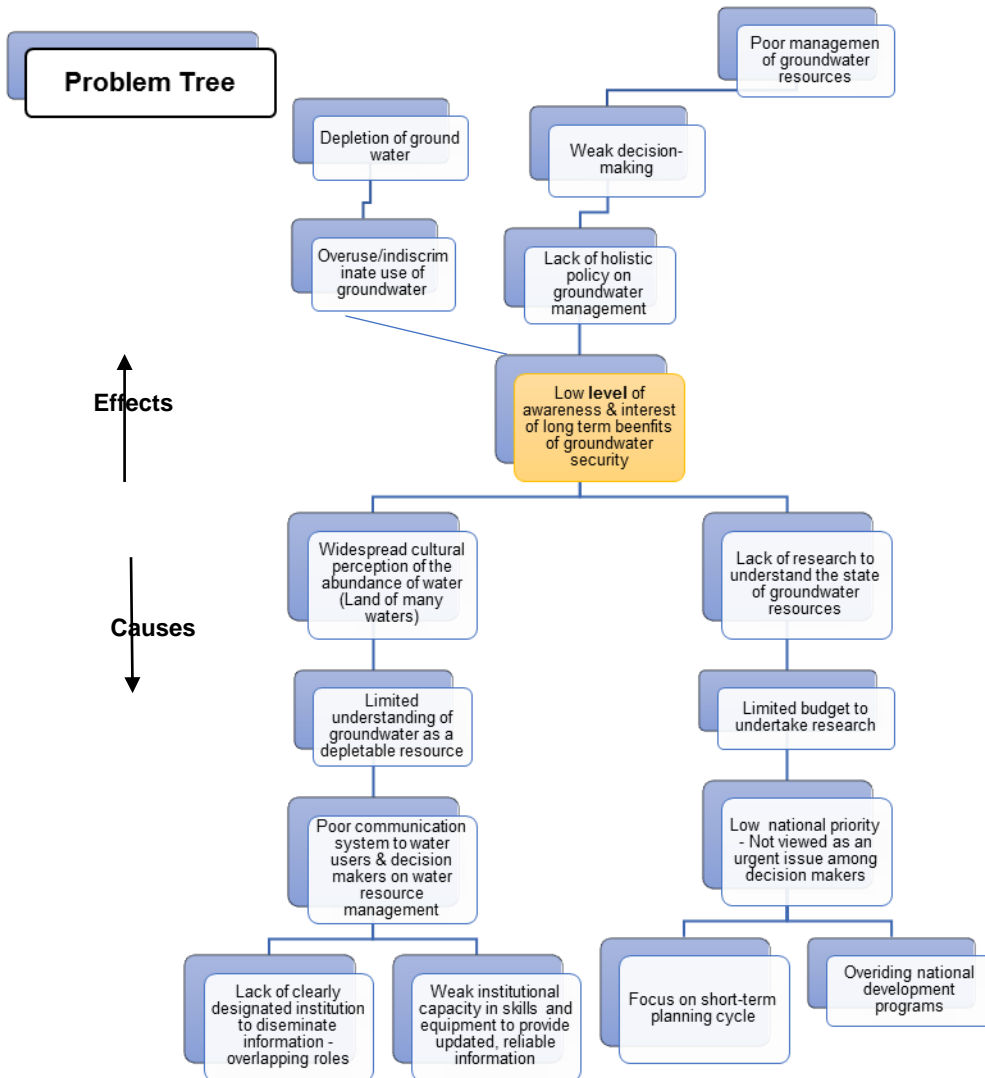 Problem Tree
Poor managemen
of groundwater
resources
Depletion of ground
water
Weak decision-
making
Overuse/indiscrim
inate use of
groundwater
Lack of holistic
policy on
groundwater
management
Effects
Low level of
awareness & interest
of long term beenfits
of groundwater
security
Causes
Widespread cultural
perception of the
abundance of water
(Land of many
waters)
Lack of research to
understand the state
of groundwater
resources
Limited
understanding of
groundwater as a
depletable resource
Limited budget to
undertake research
Poor communication
system to water
users & decision
makers on water
resource
management
Low national priority
- Not viewed as an
urgent issue among
decision makers
Lack of clearly
designated institution
to diseminate
information -
overlapping roles
Weak institutional
capacity in skills and
equipment to provide
updated, reliable
information
Focus on short-term
planning cycle
Overiding national
development
programs